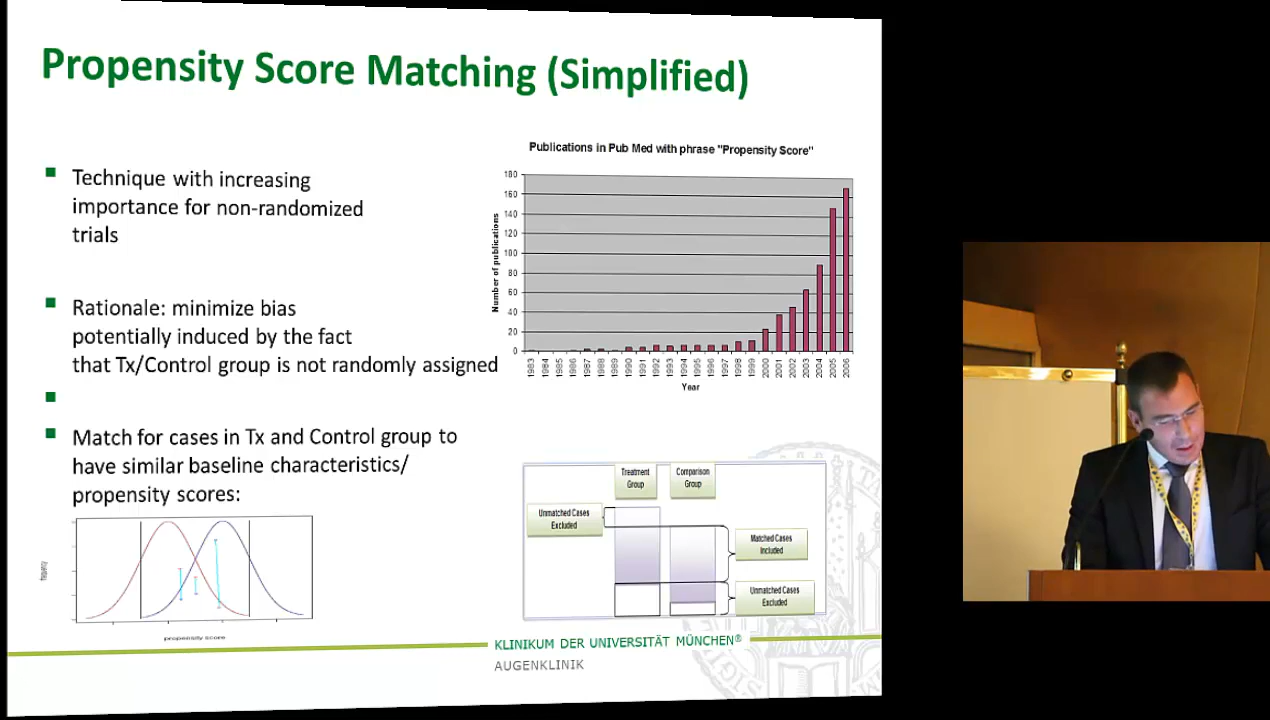 Propensity Score Matching (Simplified)
Technique with increasing
importance for non-randomized
trials
Rationale: minimize bias
potentially induced by the fact
that Tx/Control group is not randomly assigned
Match for cases in Tx and Control group to
have similar baseline characteristics/
propensity scores:
propensity score
Publications in Pub Med with phrase "Propensity Score"
Number of publications
180
160
140
120
100
80
60
40
20
0
1983
1984
1985
1986
1987
1988
1989
1990
1991
1992
1993
1994
1995
1996
1997
1998
1999
2000
2001
2002
2003
2004
2005
2006
Year
Treatment
Group
Comparison
Group
Unmatched Cases
Excluded
Matched Cases
Included
Unmatched Cases
Excluded
KLINIKUM DER UNIVERSITÄT MÜNCHEN®
AUGENKLINIK